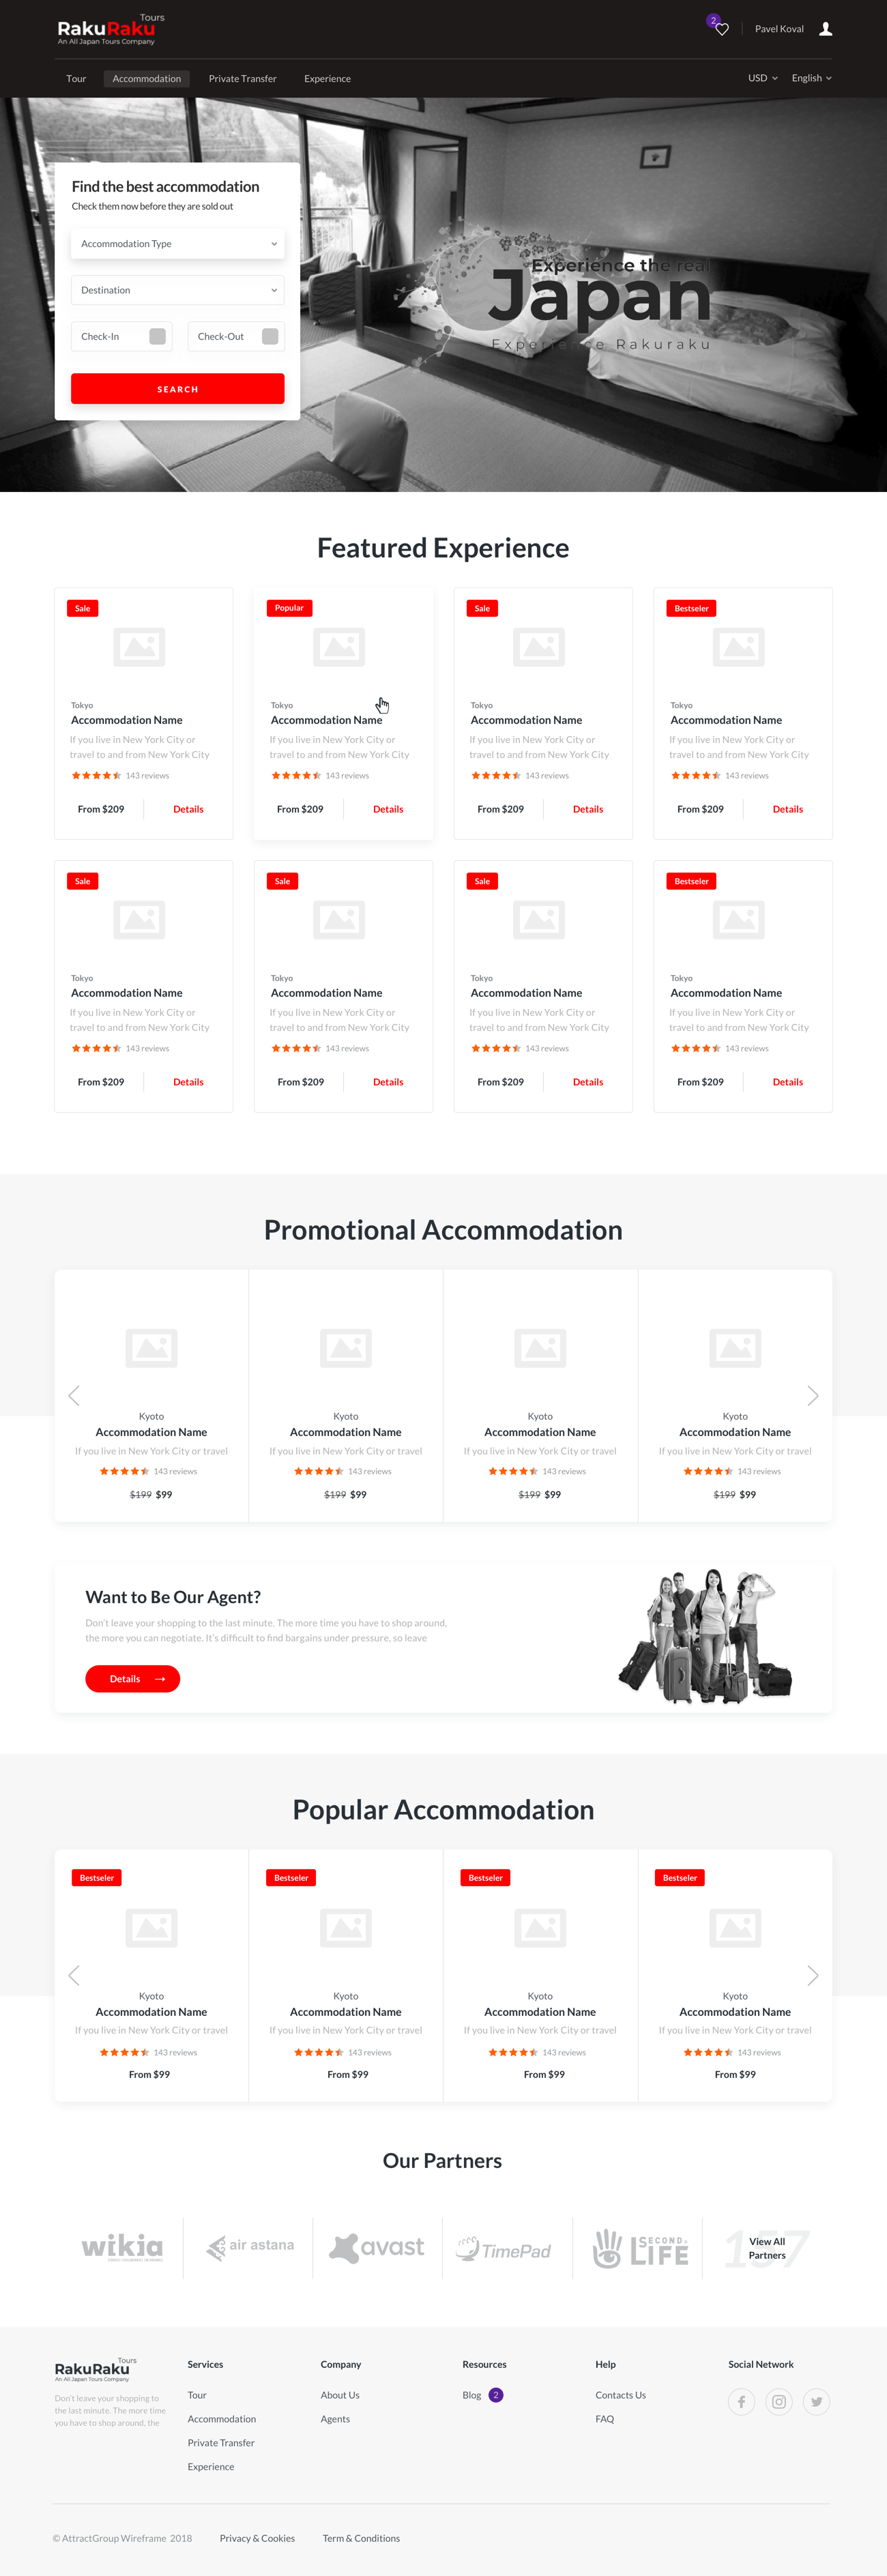 Tours
RakuRaku
An All Japan Tours Company
2
Pavel Koval
Tour Accommodation Private Transfer Experience
USD English
Find the best accommodation
Check them now before they are sold out
Accommodation Type
Destination
Check-In Check-Out
SEARCH
Experience the real
Japan
Experience Rakuraku
Featured Experience
Sale
Tokyo
Accommodation Name
If you live in New York City or
travel to and from New York City
143 reviews
From $209 Details
Popular
Tokyo
Accommodation Name
If you live in New York City or
travel to and from New York City
143 reviews
From $209 Details
Sale
Tokyo
Accommodation Name
If you live in New York City or
travel to and from New York City
143 reviews
From $209 Details
Bestseler
Tokyo
Accommodation Name
If you live in New York City or
travel to and from New York City
143 reviews
From $209 Details
Sale
Tokyo
Accommodation Name
If you live in New York City or
travel to and from New York City
143 reviews
From $209 Details
Sale
Tokyo
Accommodation Name
If you live in New York City or
travel to and from New York City
143 reviews
From $209 Details
Sale
Tokyo
Accommodation Name
If you live in New York City or
travel to and from New York City
143 reviews
From $209 Details
Bestseler
Tokyo
Accommodation Name
If you live in New York City or
travel to and from New York City
143 reviews
From $209 Details
Promotional Accommodation
Kyoto
Accommodation Name
If you live in New York City or travel
143 reviews
$199 $99
Kyoto
Accommodation Name
If you live in New York City or travel
143 reviews
$199 $99
Kyoto
Accommodation Name
If you live in New York City or travel
143 reviews
$199 $99
Kyoto
Accommodation Name
If you live in New York City or travel
143 reviews
$199 $99
Want to Be Our Agent?
Don't leave your shopping to the last minute. The more time you have to shop around,
the more you can negotiate. It's difficult to find bargains under pressure, so leave
Details
Popular Accommodation
Bestseler
Kyoto
Accommodation Name
If you live in New York City or travel
143 reviews
From $99
Bestseler
Kyoto
Accommodation Name
If you live in New York City or travel
143 reviews
From $99
Bestseler
Kyoto
Accommodation Name
If you live in New York City or travel
143 reviews
From $99
Bestseler
Kyoto
Accommodation Name
If you live in New York City or travel
143 reviews
From $99
Our Partners
wikia
air astana
avast
TimePad
SECOND
LIFE
157
View All
Partners
Tours
RakuRaku
An All Japan Tours Company
Don't leave your shopping to
the last minute. The more time
you have to shop around, the
Services
Tour
Accommodation
Private Transfer
Experience
Company
About Us
Agents
Resources
Blog 2
Help
Contacts Us
FAQ
Social Network
© AttractGroup Wireframe 2018 Privacy & Cookies Term & Conditions